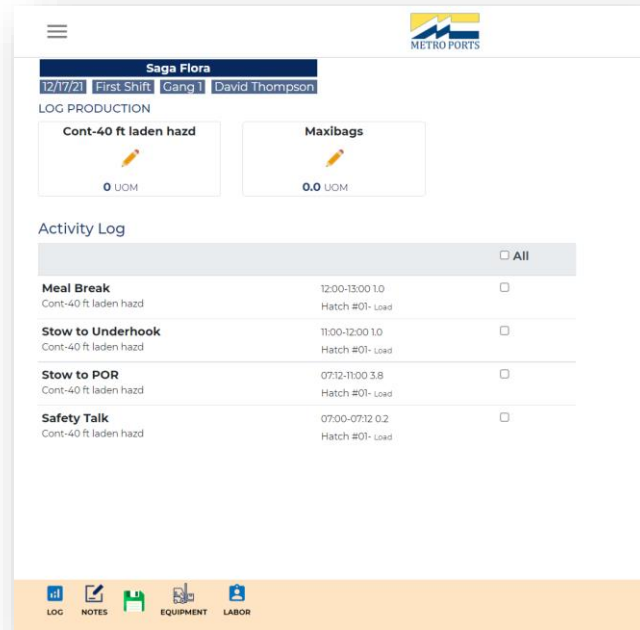 METRO PORTS
Saga Flora
12/17/21 First Shift Gang 1 David Thompson
LOG PRODUCTION
Cont-40 ft laden hazd Maxibags
0 UOM 0.0 UOM
Activity Log
All
Meal Break 12:00-13:00 1.0
Cont-40 ft laden hazd Hatch #01- Load
Stow to Underhook 11:00-12:00 1.0
Cont-40 ft laden hazd Hatch #01- Load
Stow to POR 07:12-11:00 3.8
Cont-40 ft laden hazd Hatch #01- Load
Safety Talk 07:00-07:12 0.2
Cont-40 ft laden hazd Hatch #01- Load
LOG NOTES EQUIPMENT LABOR